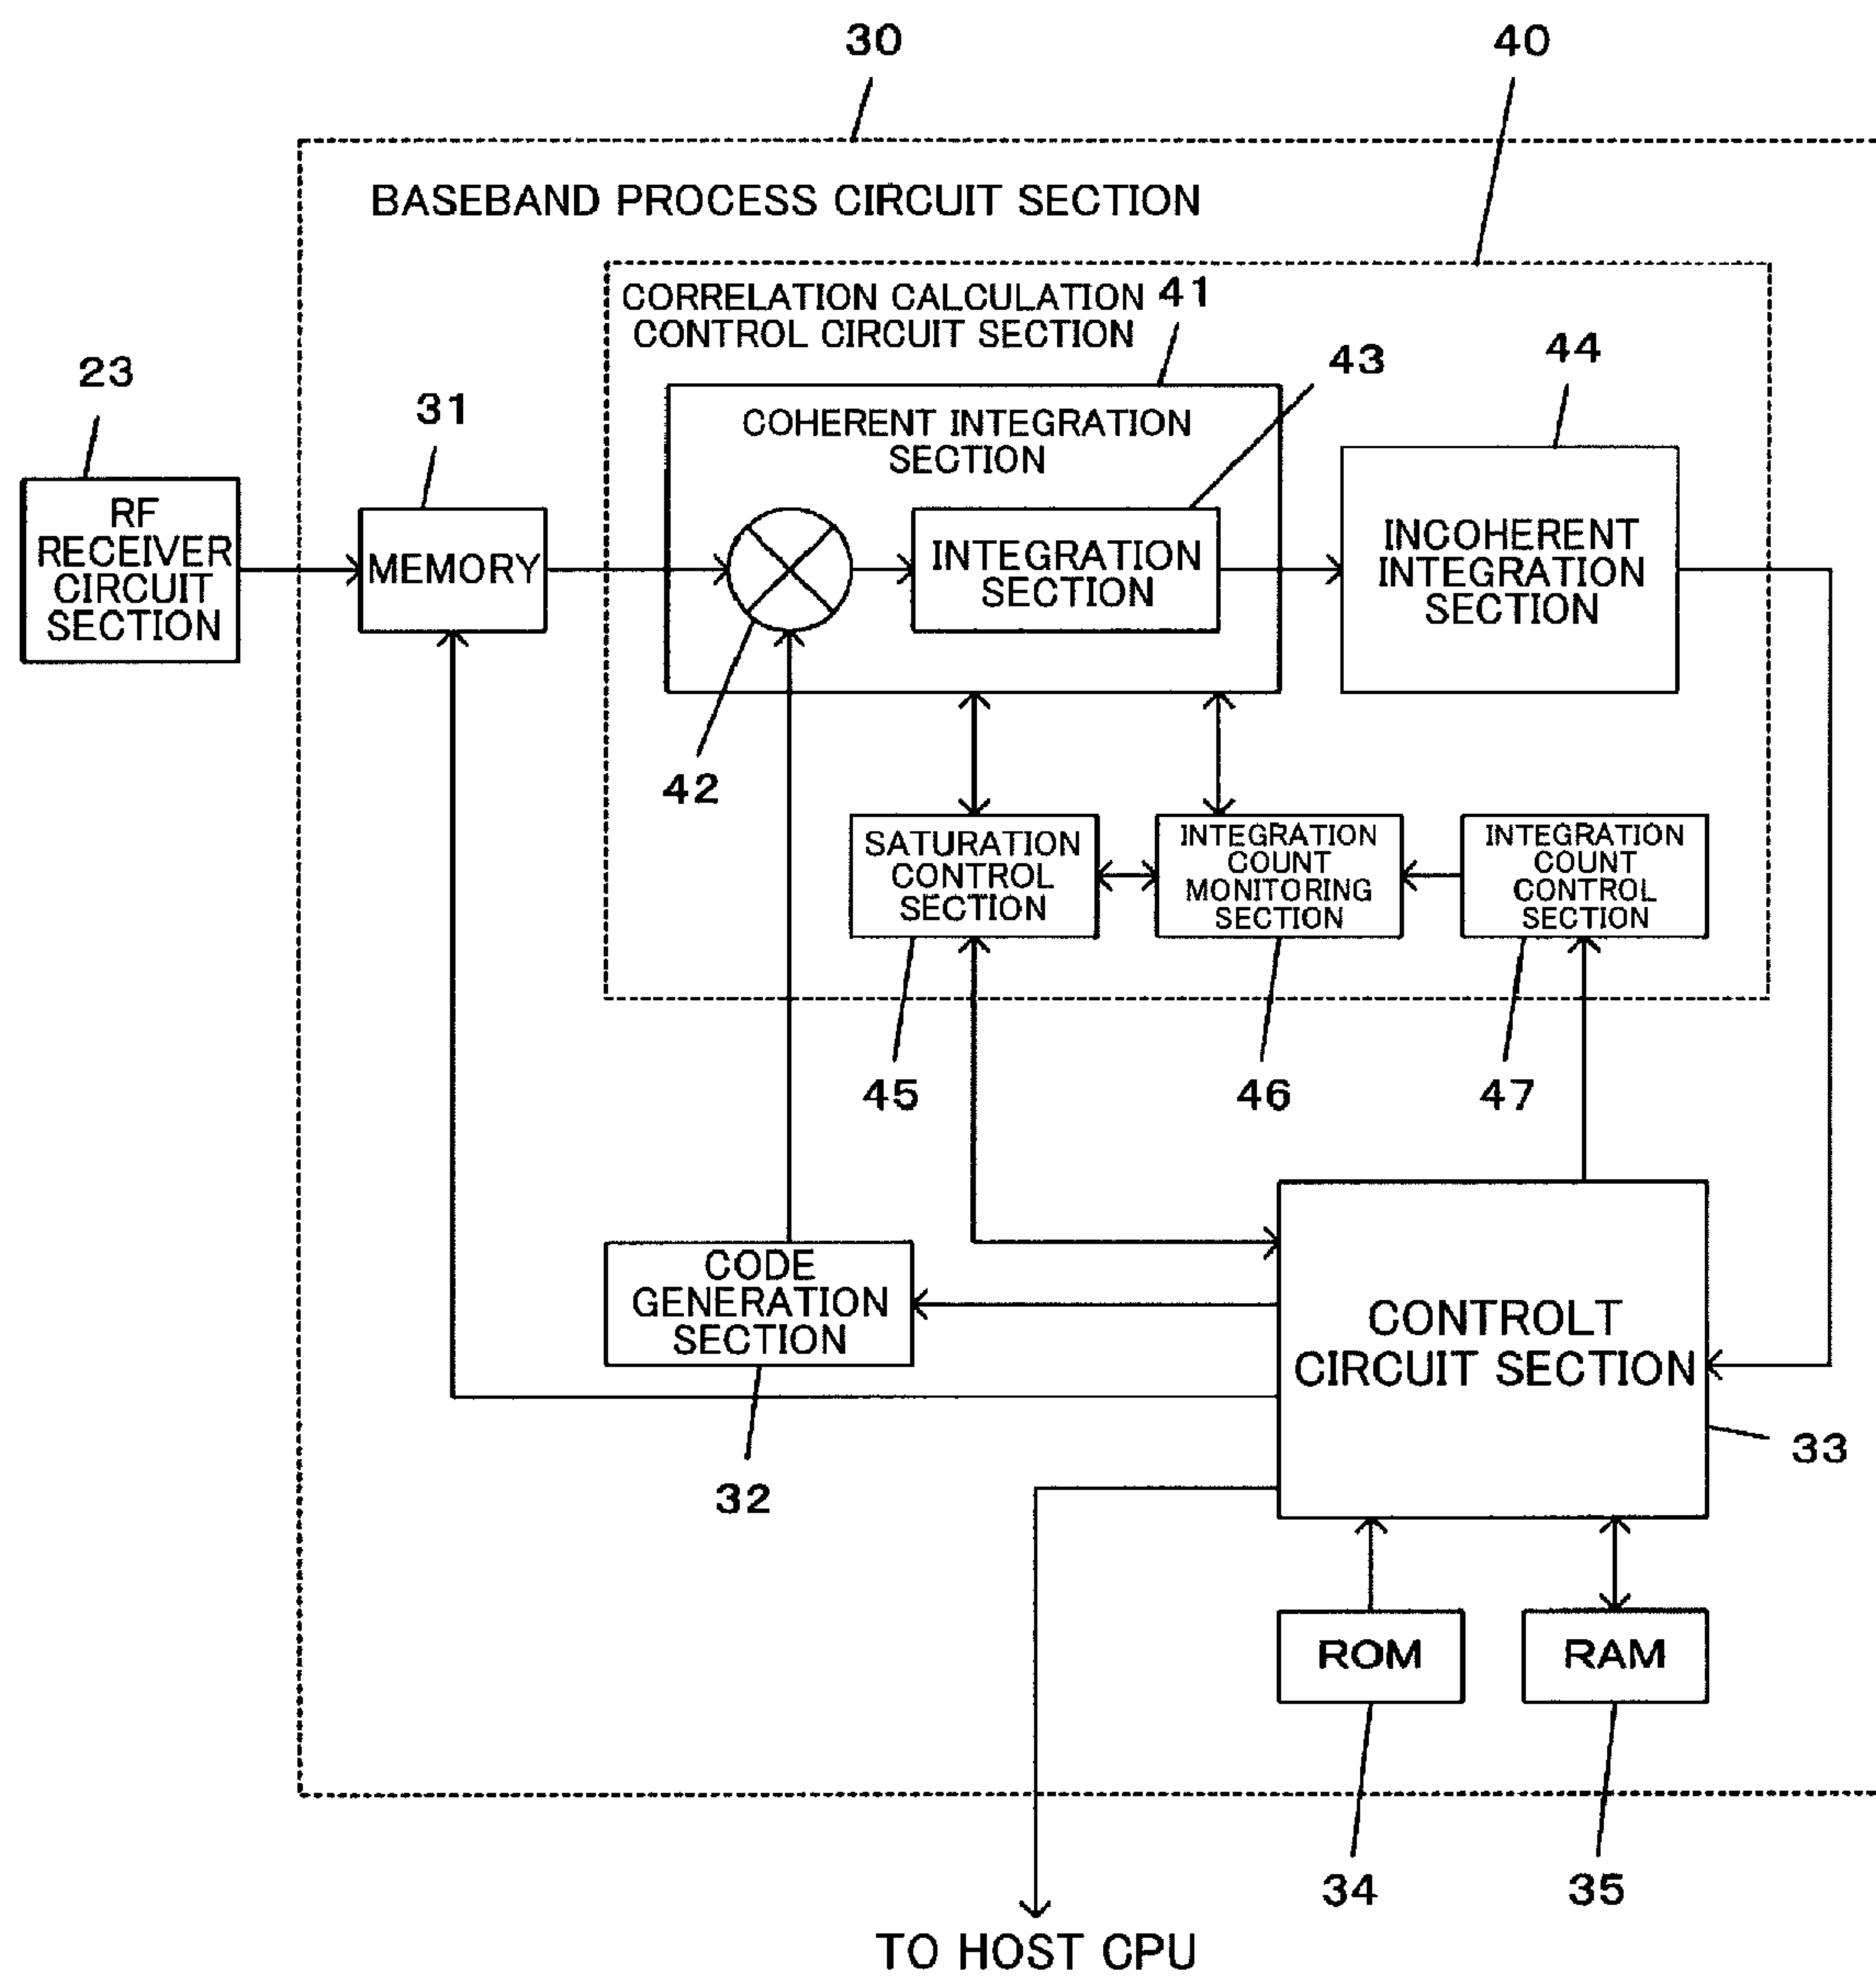 30
40
BASEBAND PROCESS CIRCUIT SECTION
CORRELATION CALCULATION
CONTROL CIRCUIT SECTION
41
23
31
43
44
COHERENT INTEGRATION
SECTION
RF
RECEIVER
CIRCUIT
SECTION
MEMORY
INTEGRATION
SECTION
INCOHERENT
INTEGRATION
SECTION
42
SATURATION
CONTROL
SECTION
INTEGRATION
COUNT
MONITORING
SECTION
INTEGRATION
COUNT
CONTROL
SECTION
45
46
47
CODE
GENERATION
SECTION
CONTROLT
CIRCUIT SECTION
33
32
ROM
RAM
34
35
TO HOST CPU